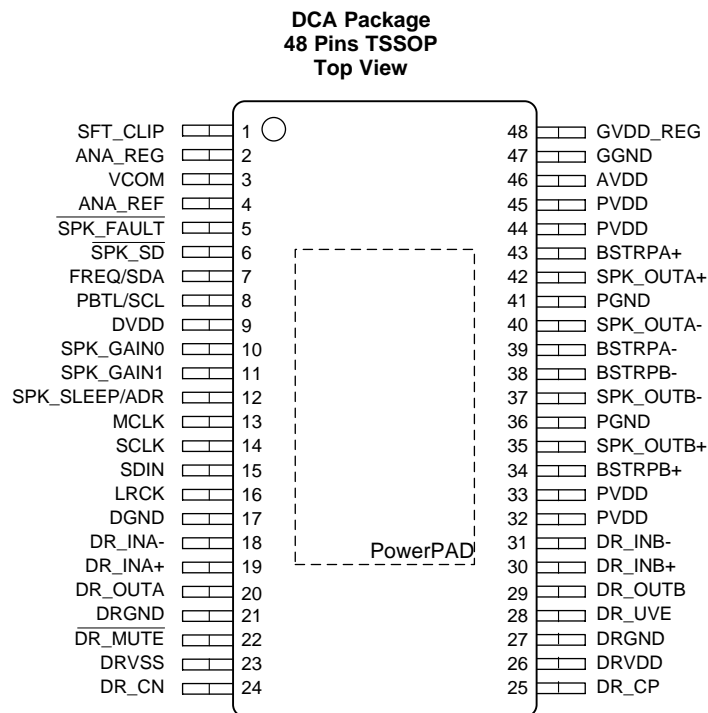 DCA Package
48 Pins TSSOP
Top View
SFT_CLIP 1 48 GVDD_REG
ANA_REG 2 47 GGND
VCOM 3 46 AVDD
ANA_REF 4 45 PVDD
SPK_FAULT 5 44 PVDD
SPK_SD 6 43 BSTRPA+
FREQ/SDA 7 42 SPK_OUTA+
PBTL/SCL 8 41 PGND
DVDD 9 40 SPK_OUTA-
SPK_GAIN0 10 39 BSTRPA-
SPK_GAIN1 11 38 BSTRPB-
SPK_SLEEP/ADR 12 37 SPK_OUTB-
MCLK 13 36 PGND
SCLK 14 35 SPK_OUTB+
SDIN 15 34 BSTRPB+
LRCK 16 33 PVDD
DGND 17 32 PVDD
DR_INA- 18 PowerPAD 31 DR_INB-
DR_INA+ 19 30 DR_INB+
DR_OUTA 20 29 DR_OUTB
DRGND 21 28 DR_UVE
DR_MUTE 22 27 DRGND
DRVSS 23 26 DRVDD
DR_CN 24 25 DR_CP